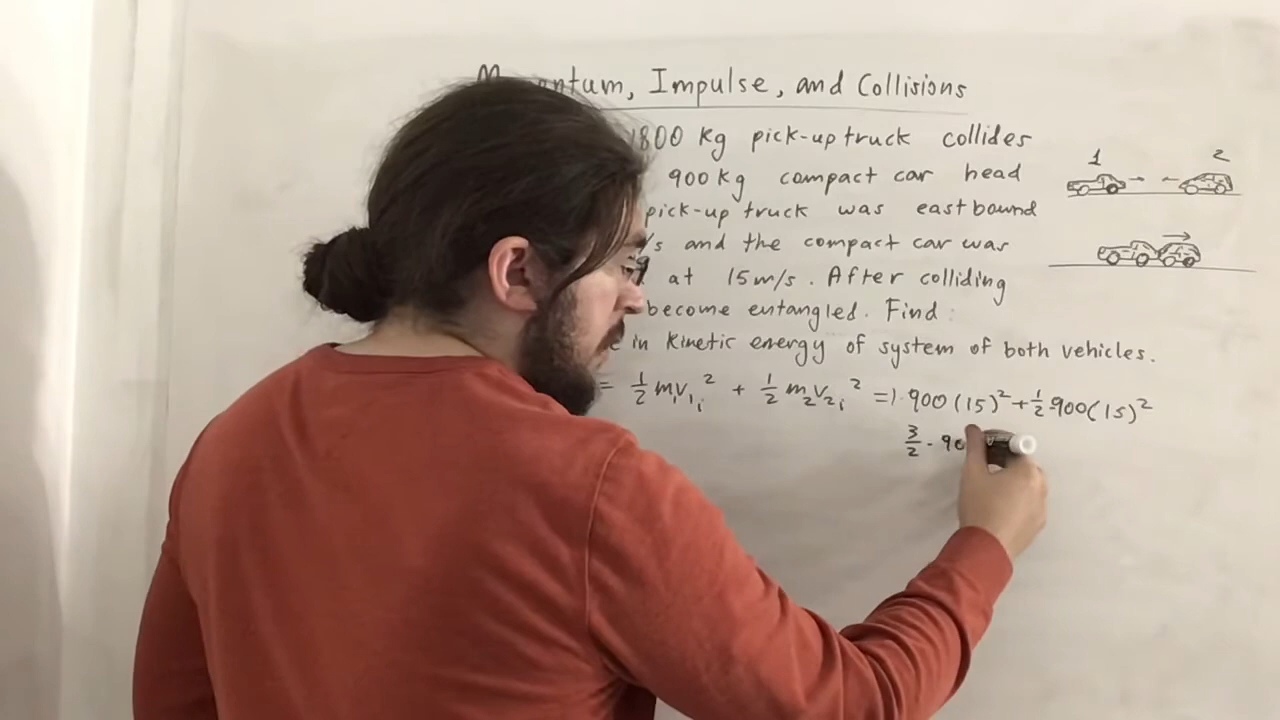 Momentum, Impulse, and Collisions
1800 kg pick-up truck collides
900 kg compact car head
pick-up truck was eastbound
/s and the compact car was
at 15 m/s. After colliding
become entangled. Find:
in kinetic energy of system of both vehicles.
= 1/2 m₁v₁ᵢ² + 1/2 m₂v₂ᵢ² = 1·900(15)² + 1/2·900(15)²
3/2 · 90
1 2